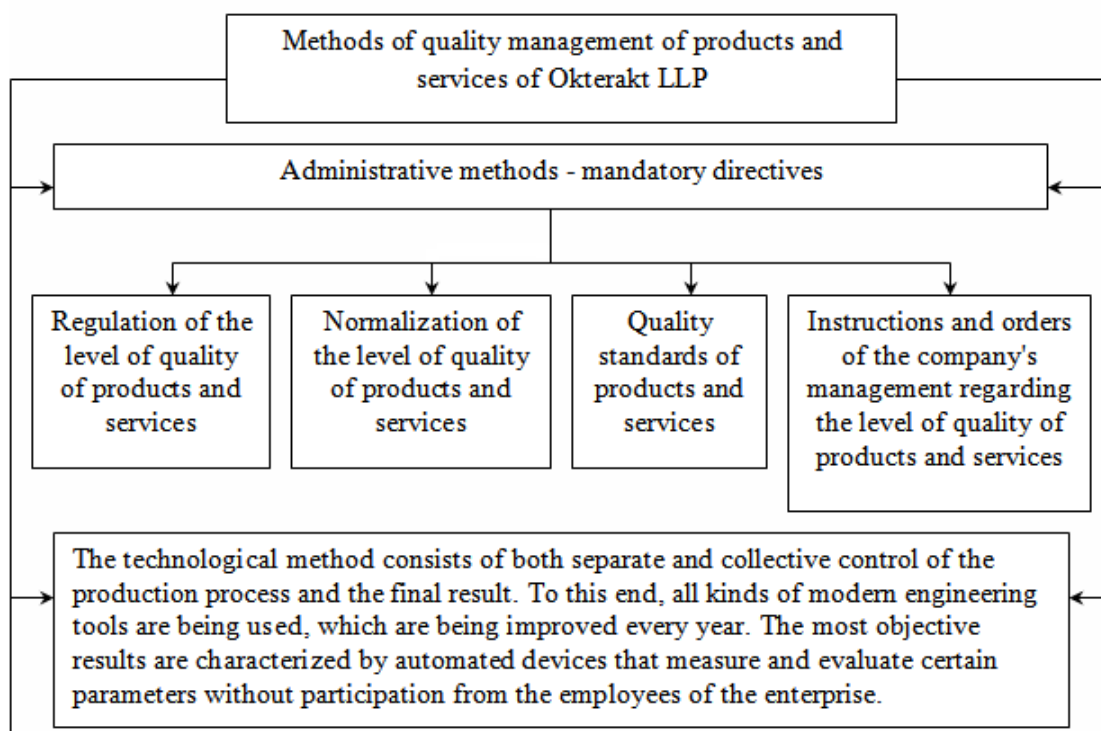 Methods of quality management of products and
services of Okterakt LLP
Administrative methods - mandatory directives
Regulation of the
level of quality
of products and
services
Normalization of
the level of quality
of products and
services
Quality
standards of
products and
services
Instructions and orders
of the company's
management regarding
the level of quality of
products and services
The technological method consists of both separate and collective control of the
production process and the final result. To this end, all kinds of modern engineering
tools are being used, which are being improved every year. The most objective
results are characterized by automated devices that measure and evaluate certain
parameters without participation from the employees of the enterprise.